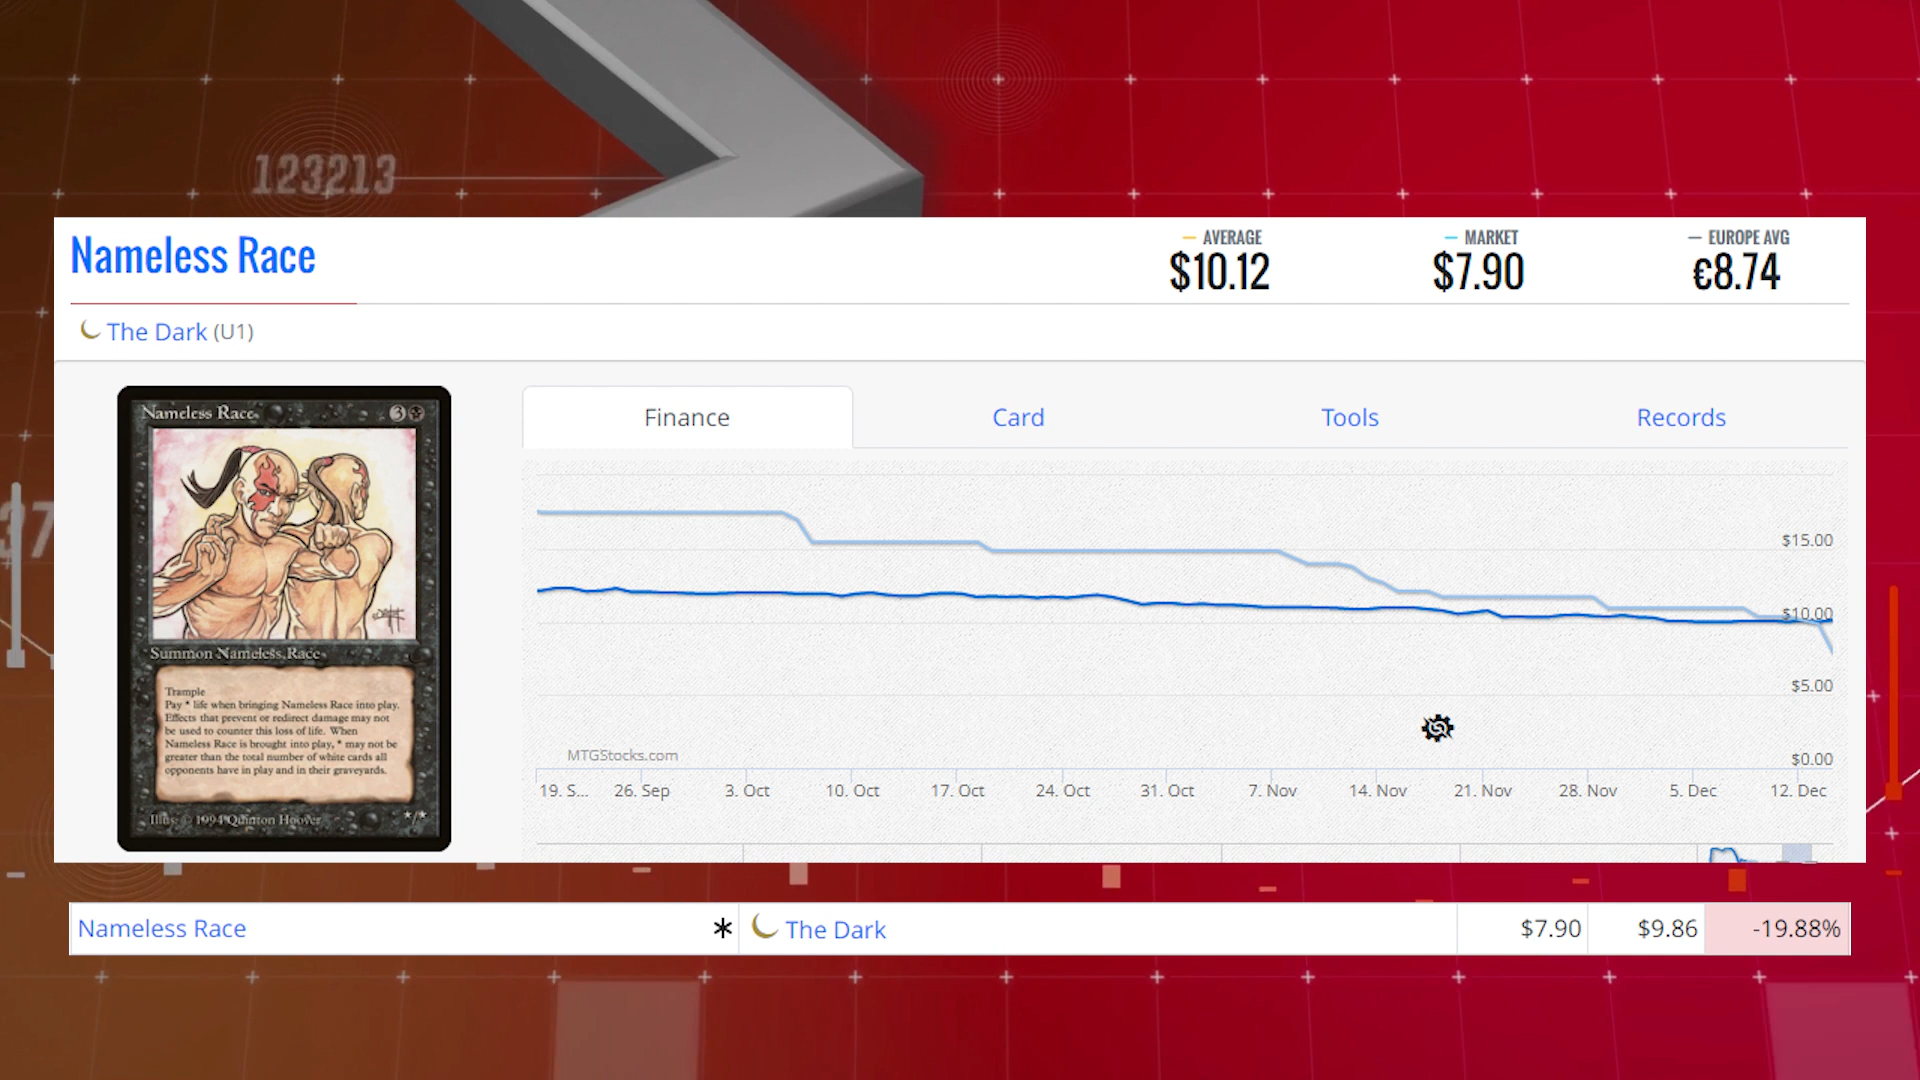 123213
37
Nameless Race
AVERAGE
$10.12
MARKET
$7.90
EUROPE AVG
€8.74
The Dark (U1)
Nameless Race 3
Summon Nameless Race
Trample
Pay * life when bringing Nameless Race into play.
Effects that prevent or redirect damage may not
be used to counter this loss of life. When
Nameless Race is brought into play, * may not be
greater than the total number of white cards all
opponents have in play and in their graveyards.
Illus. © 1994 Quinton Hoover */*
Finance Card Tools Records
$15.00
$10.00
$5.00
$0.00
MTGStocks.com
19. S... 26. Sep 3. Oct 10. Oct 17. Oct 24. Oct 31. Oct 7. Nov 14. Nov 21. Nov 28. Nov 5. Dec 12. Dec
Nameless Race * The Dark $7.90 $9.86 -19.88%